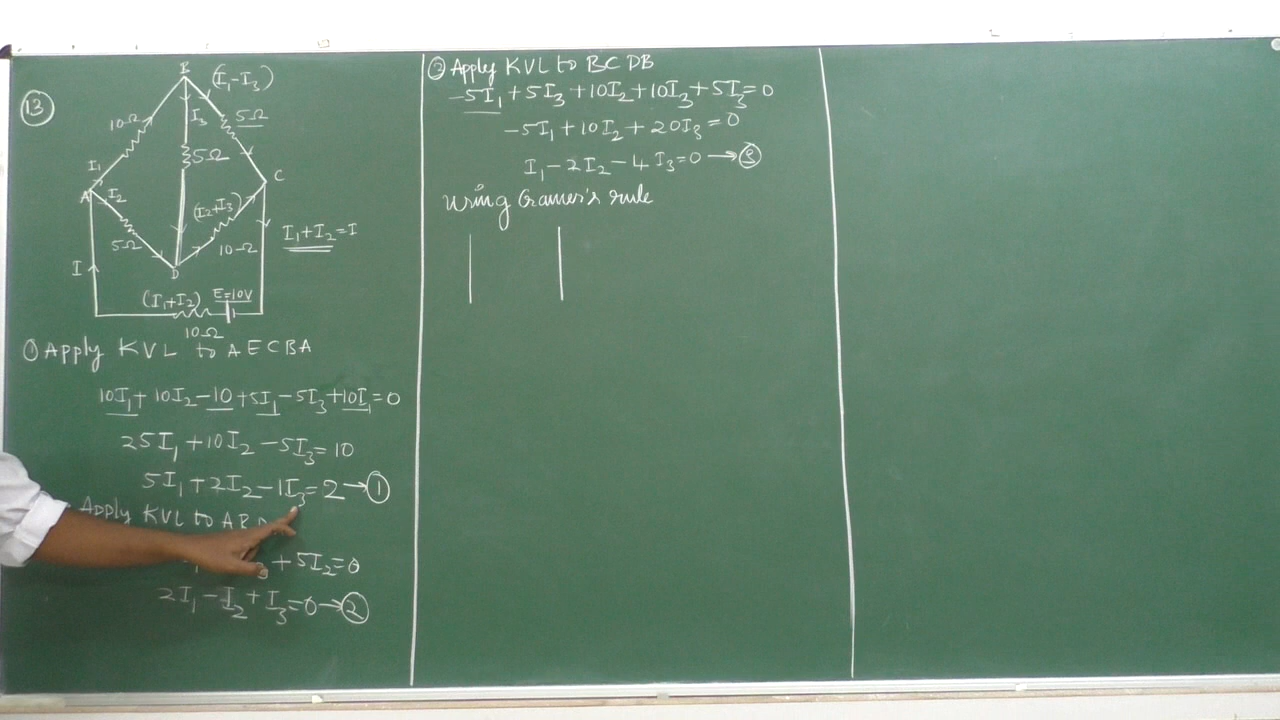 13
B
(I₁-I₃)
10Ω
I₃
5Ω
5Ω
I₁
A
I₂
C
(I₂+I₃)
5Ω
10Ω
I₁+I₂=I
I
D
(I₁+I₂)
E=10V
10Ω
① Apply KVL to AECBA
10I₁+10I₂-10+5I₁-5I₃+10I₁=0
25I₁+10I₂-5I₃=10
5I₁+2I₂-1I₃=2→①
Apply KVL to AB
+5I₂=0
2I₁-I₂+I₃=0→②
③ Apply KVL to BCDB
-5I₁+5I₃+10I₂+10I₃+5I₃=0
-5I₁+10I₂+20I₃=0
I₁-2I₂-4I₃=0→③
Using Cramer's rule